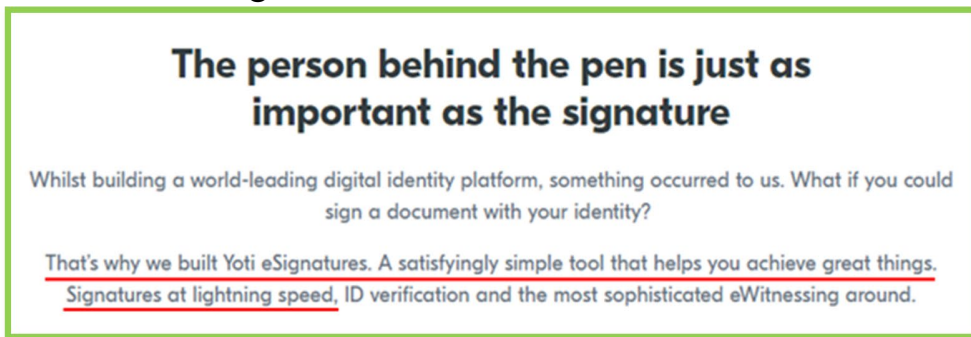 The person behind the pen is just as
important as the signature
Whilst building a world-leading digital identity platform, something occurred to us. What if you could
sign a document with your identity?
That's why we built Yoti eSignatures. A satisfyingly simple tool that helps you achieve great things.
Signatures at lightning speed, ID verification and the most sophisticated eWitnessing around.